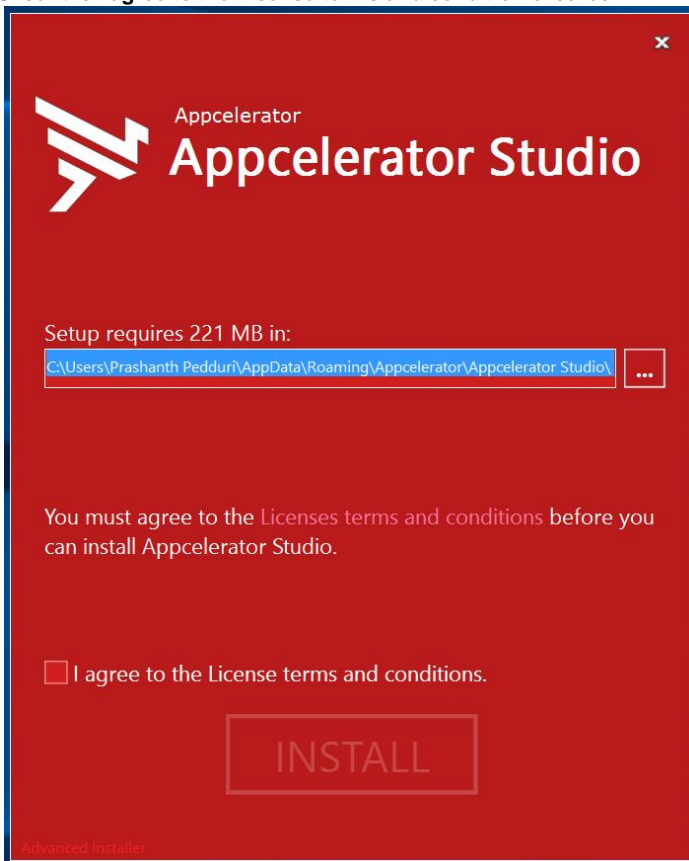 Appcelerator
Appcelerator Studio
Setup requires 221 MB in:
C:\Users\Prashanth Pedduri\AppData\Roaming\Appcelerator\Appcelerator Studio\
...
You must agree to the Licenses terms and conditions before you
can install Appcelerator Studio.
I agree to the License terms and conditions.
INSTALL
Advanced Installer